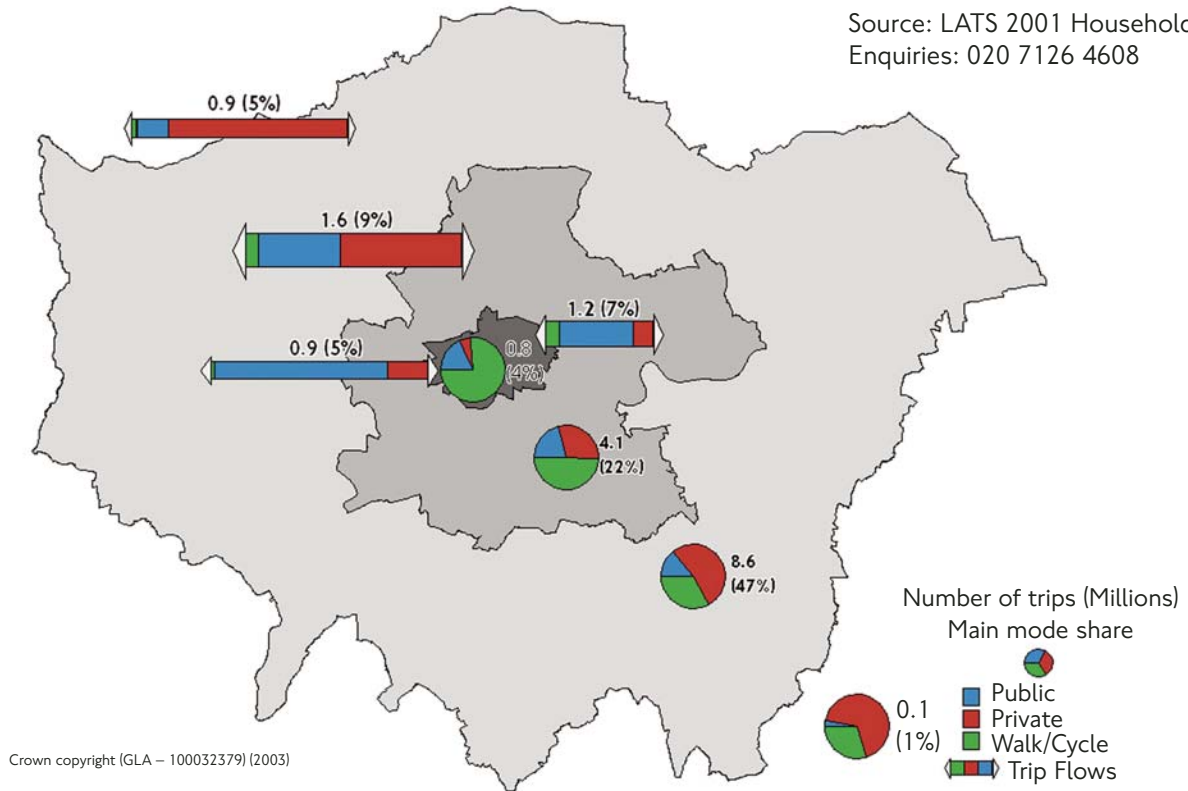 Source: LATS 2001 Household
Enquiries: 020 7126 4608
0.9 (5%)
1.6 (9%)
1.2 (7%)
0.9 (5%)
0.8
(4%)
4.1
(22%)
8.6
(47%)
Number of trips (Millions)
Main mode share
Public
Private
Walk/Cycle
Trip Flows
0.1
(1%)
Crown copyright (GLA – 100032379) (2003)